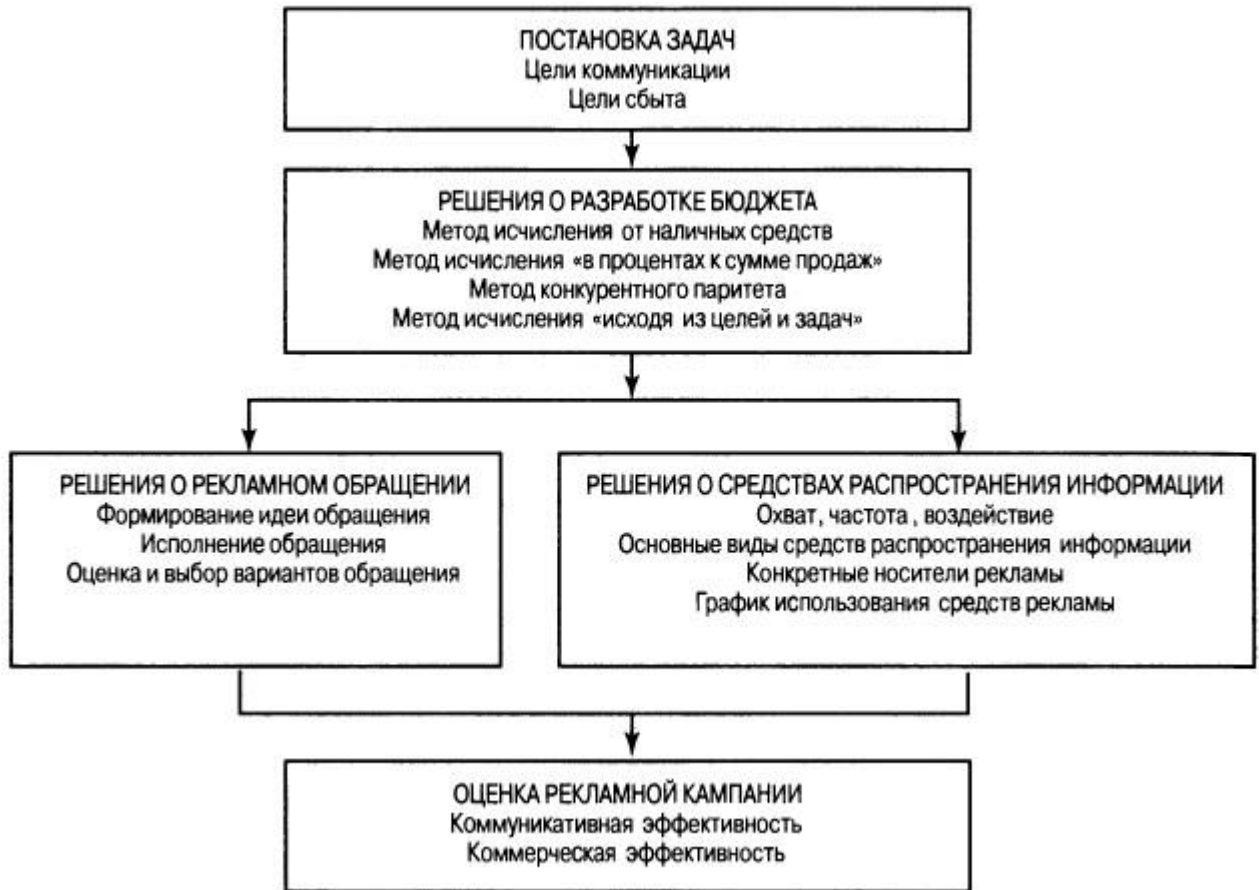 ПОСТАНОВКА ЗАДАЧ
Цели коммуникации
Цели сбыта
РЕШЕНИЯ О РАЗРАБОТКЕ БЮДЖЕТА
Метод исчисления от наличных средств
Метод исчисления «в процентах к сумме продаж»
Метод конкурентного паритета
Метод исчисления «исходя из целей и задач»
РЕШЕНИЯ О РЕКЛАМНОМ ОБРАЩЕНИИ
Формирование идеи обращения
Исполнение обращения
Оценка и выбор вариантов обращения
РЕШЕНИЯ О СРЕДСТВАХ РАСПРОСТРАНЕНИЯ ИНФОРМАЦИИ
Охват, частота , воздействие
Основные виды средств распространения информации
Конкретные носители рекламы
График использования средств рекламы
ОЦЕНКА РЕКЛАМНОЙ КАМПАНИИ
Коммуникативная эффективность
Коммерческая эффективность